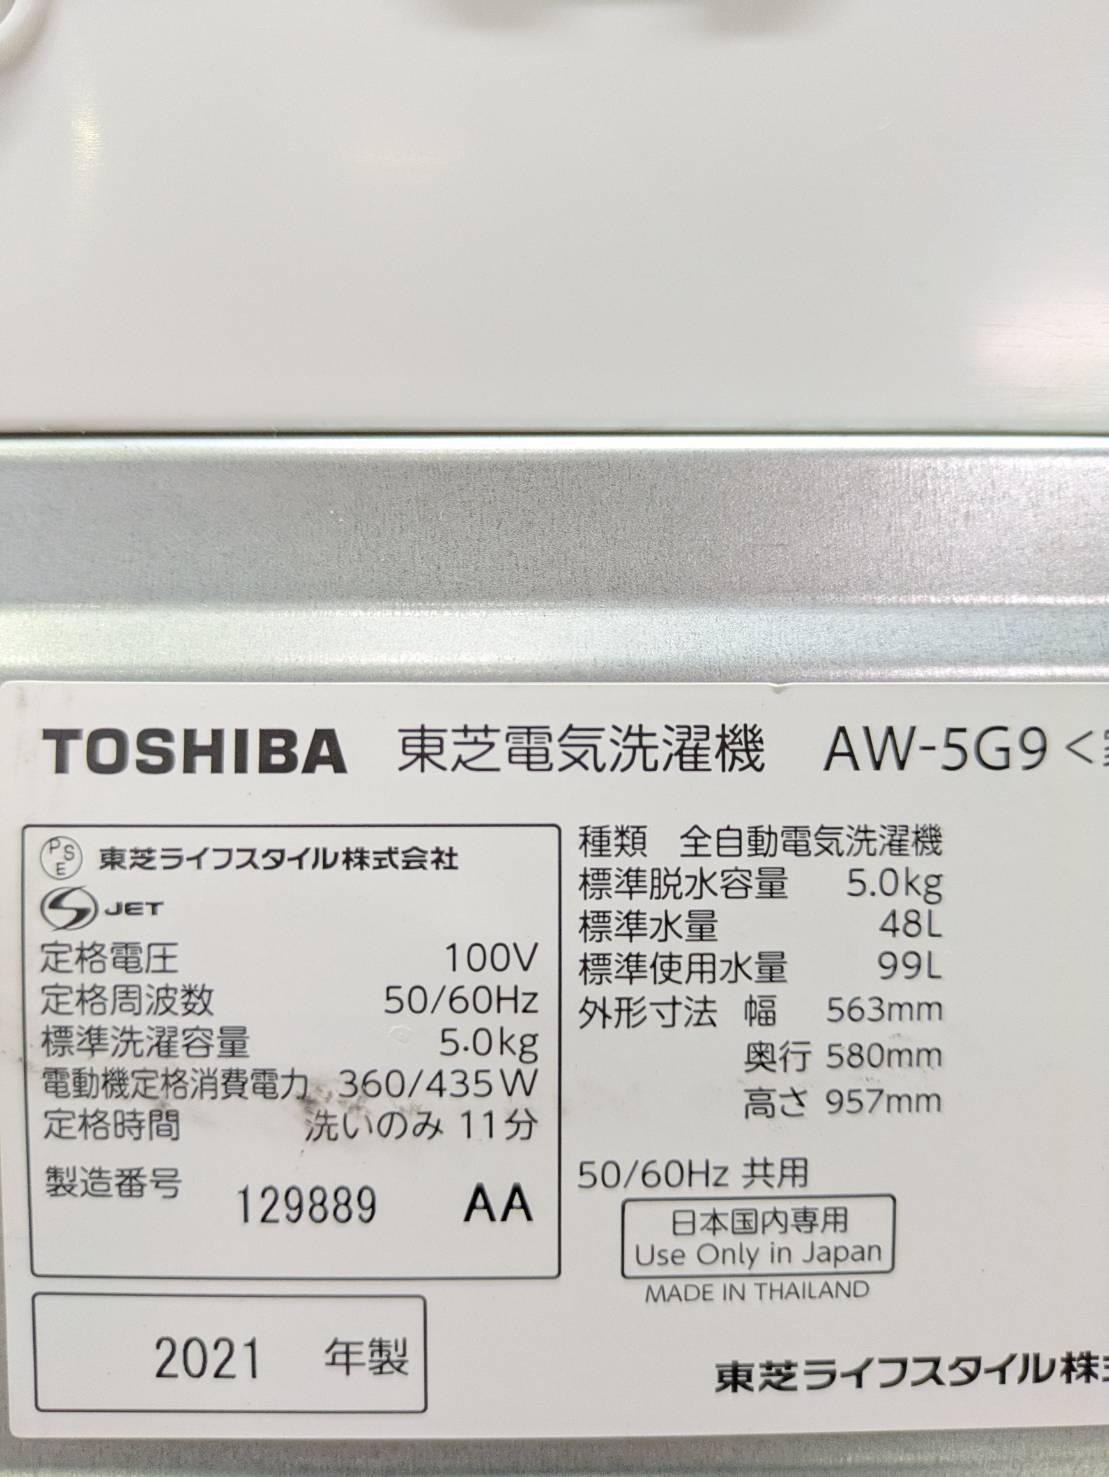 TOSHIBA 東芝電気洗濯機 AW-5G9<
PSE 東芝ライフスタイル株式会社
S JET
定格電圧 100V
定格周波数 50/60Hz
標準洗濯容量 5.0kg
電動機定格消費電力 360/435W
定格時間 洗いのみ 11分
製造番号 129889 AA
2021 年製
種類 全自動電気洗濯機
標準脱水容量 5.0kg
標準水量 48L
標準使用水量 99L
外形寸法 幅 563mm
奥行 580mm
高さ 957mm
50/60Hz 共用
日本国内専用
Use Only in Japan
MADE IN THAILAND
東芝ライフスタイル株